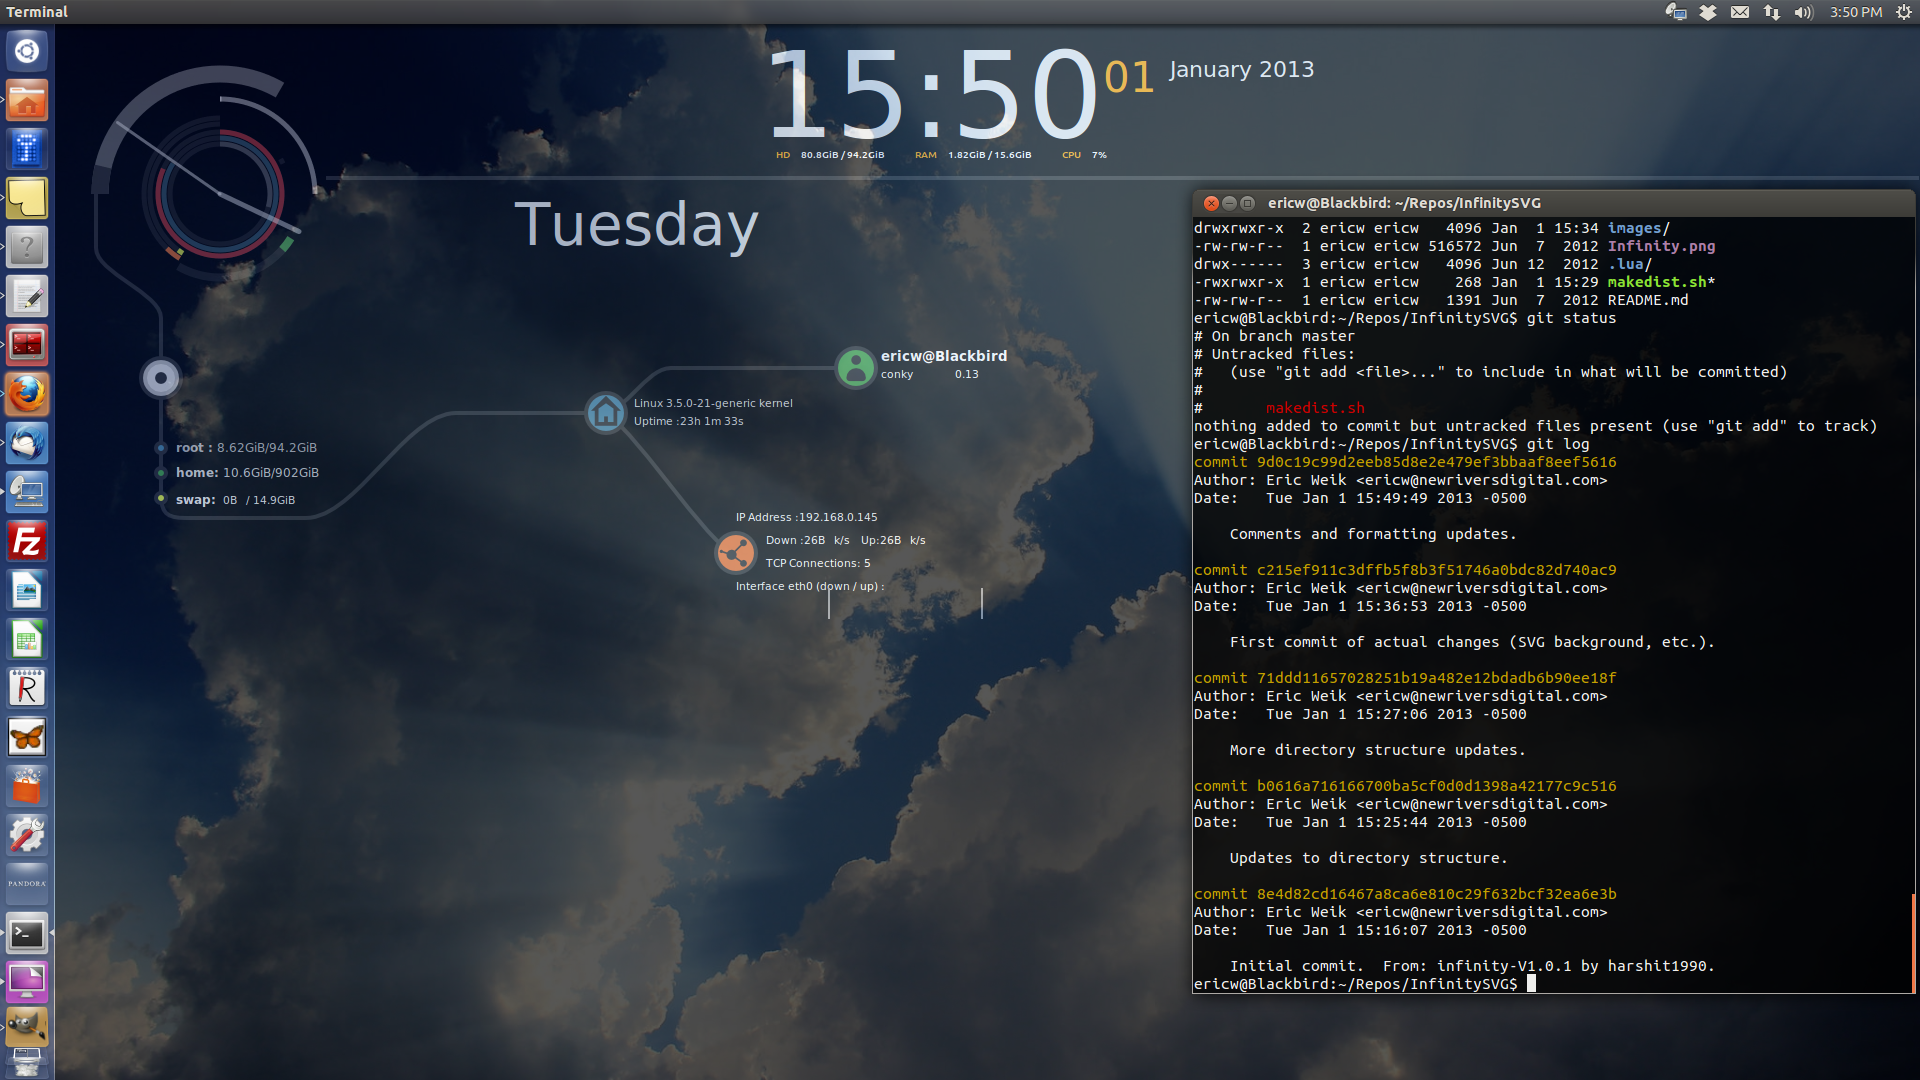 Terminal
3:50 PM
15:50 01 January 2013
HD 80.8GiB / 94.2GiB RAM 1.82GiB / 15.6GiB CPU 7%
Tuesday
ericw@Blackbird
conky 0.13
Linux 3.5.0-21-generic kernel
Uptime :23h 1m 33s
root : 8.62GiB/94.2GiB
home: 10.6GiB/902GiB
swap: 0B / 14.9GiB
IP Address :192.168.0.145
Down :26B k/s Up:26B k/s
TCP Connections: 5
Interface eth0 (down / up) :
PANDORA
ericw@Blackbird: ~/Repos/InfinitySVG
drwxrwxr-x 2 ericw ericw 4096 Jan 1 15:34 images/
-rw-rw-r-- 1 ericw ericw 516572 Jun 7 2012 Infinity.png
drwx------ 3 ericw ericw 4096 Jun 12 2012 .lua/
-rwxrwxr-x 1 ericw ericw 268 Jan 1 15:29 makedist.sh*
-rw-rw-r-- 1 ericw ericw 1391 Jun 7 2012 README.md
ericw@Blackbird:~/Repos/InfinitySVG$ git status
# On branch master
# Untracked files:
#   (use "git add <file>..." to include in what will be committed)
#
#       makedist.sh
nothing added to commit but untracked files present (use "git add" to track)
ericw@Blackbird:~/Repos/InfinitySVG$ git log
commit 9d0c19c99d2eeb85d8e2e479ef3bbaaf8eef5616
Author: Eric Weik <ericw@newriversdigital.com>
Date:   Tue Jan 1 15:49:49 2013 -0500
Comments and formatting updates.
commit c215ef911c3dffb5f8b3f51746a0bdc82d740ac9
Author: Eric Weik <ericw@newriversdigital.com>
Date:   Tue Jan 1 15:36:53 2013 -0500
First commit of actual changes (SVG background, etc.).
commit 71ddd11657028251b19a482e12bdadb6b90ee18f
Author: Eric Weik <ericw@newriversdigital.com>
Date:   Tue Jan 1 15:27:06 2013 -0500
More directory structure updates.
commit b0616a716166700ba5cf0d0d1398a42177c9c516
Author: Eric Weik <ericw@newriversdigital.com>
Date:   Tue Jan 1 15:25:44 2013 -0500
Updates to directory structure.
commit 8e4d82cd16467a8ca6e810c29f632bcf32ea6e3b
Author: Eric Weik <ericw@newriversdigital.com>
Date:   Tue Jan 1 15:16:07 2013 -0500
Initial commit.  From: infinity-V1.0.1 by harshit1990.
ericw@Blackbird:~/Repos/InfinitySVG$